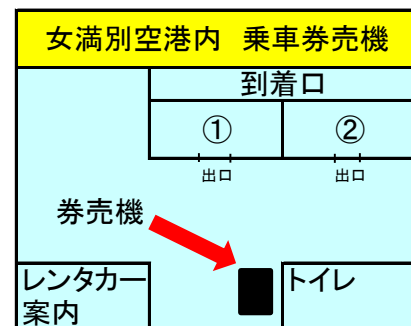 女満別空港内 乗車券売機
到着口
① ②
出口 出口
券売機
レンタカー トイレ
案内